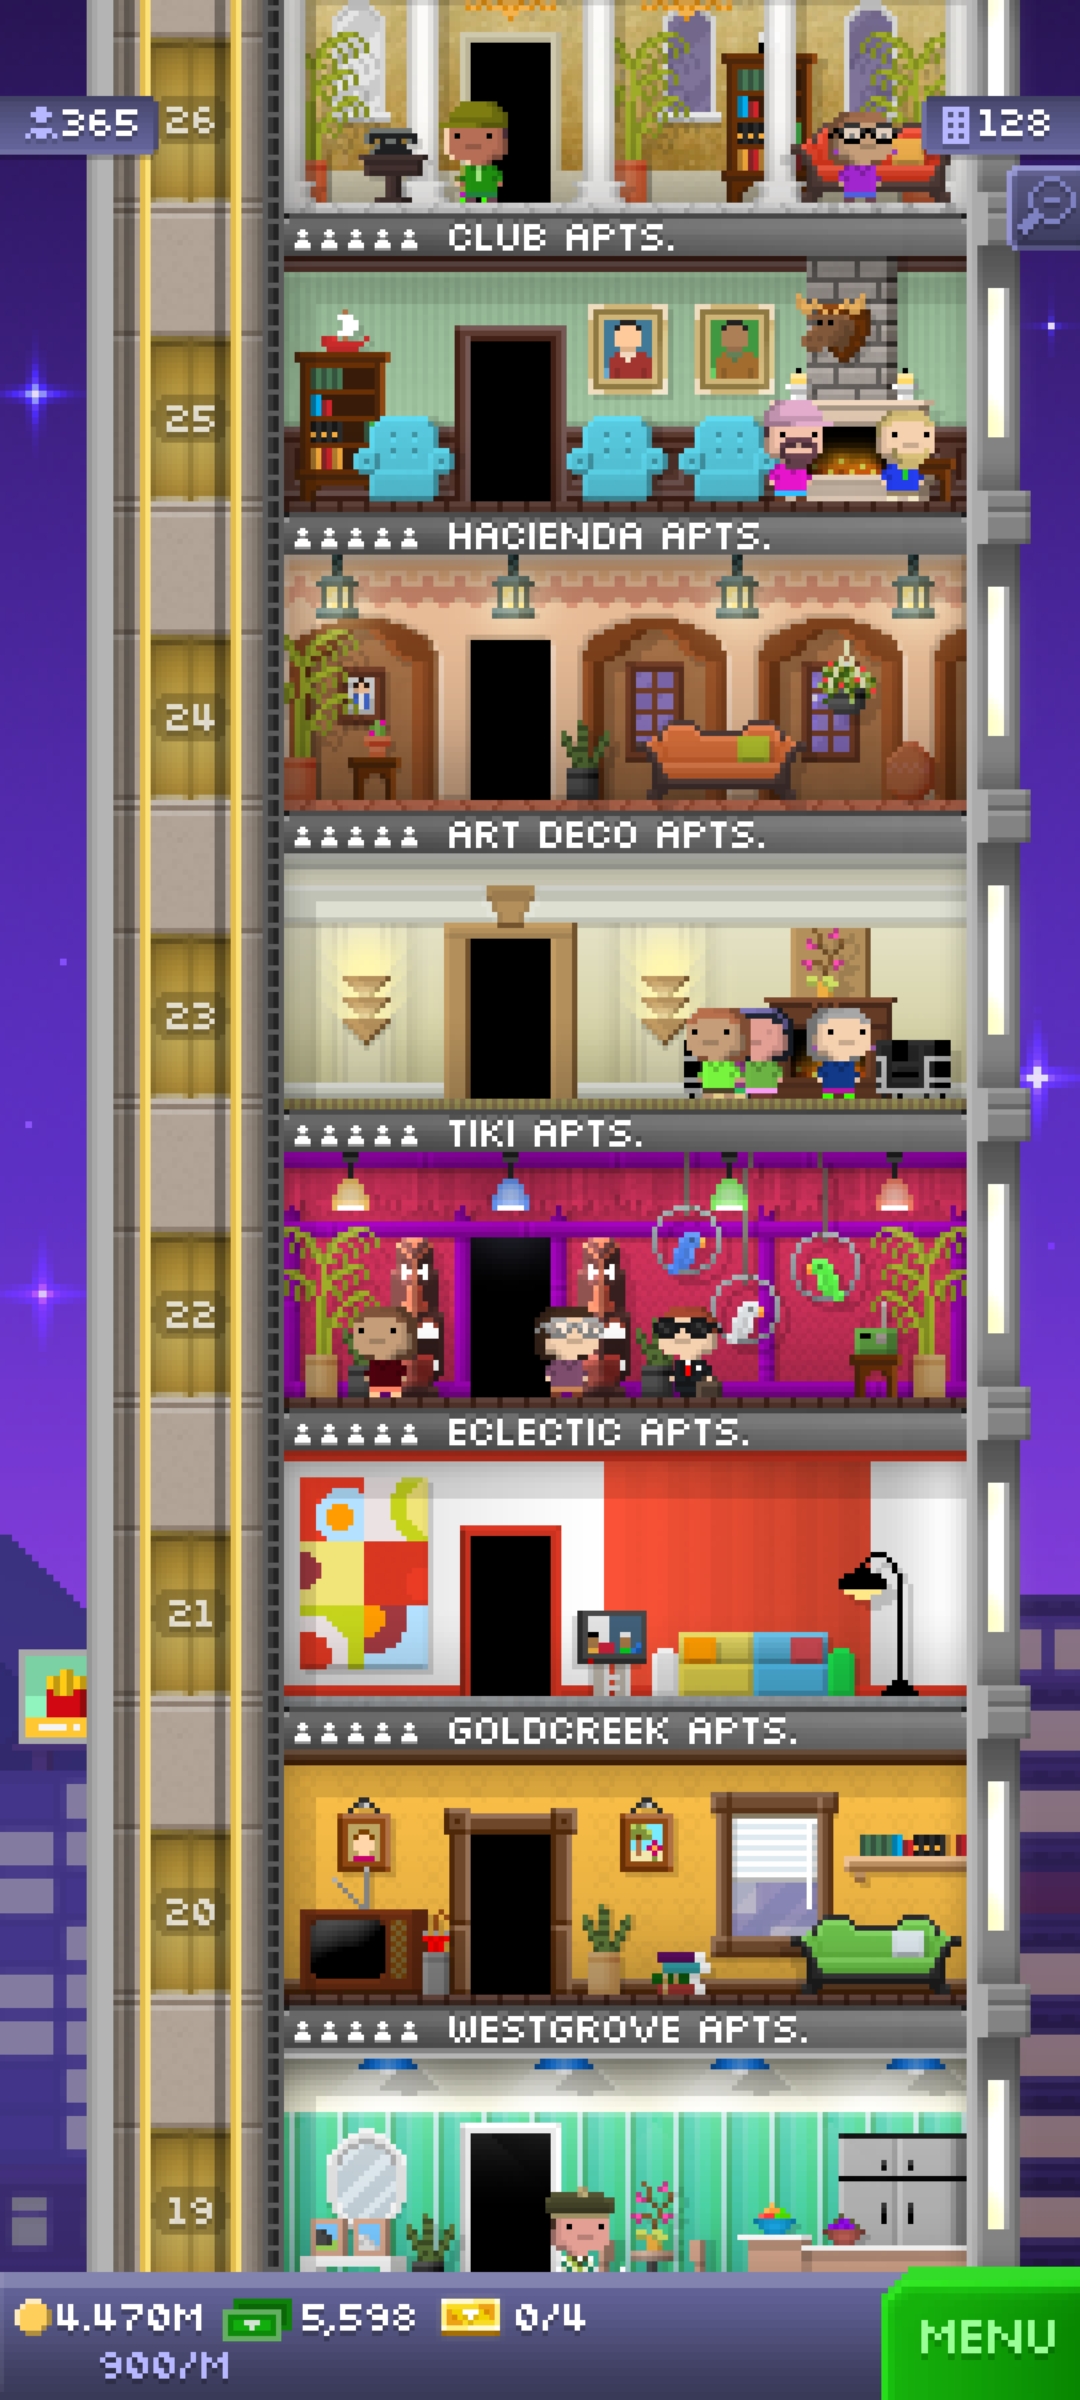 26
365
128
CLUB APTS.
25
HACIENDA APTS.
24
ART DECO APTS.
23
TIKI APTS.
22
ECLECTIC APTS.
21
GOLDCREEK APTS.
20
WESTGROVE APTS.
19
4.470M 5,598 0/4
900/M
MENU